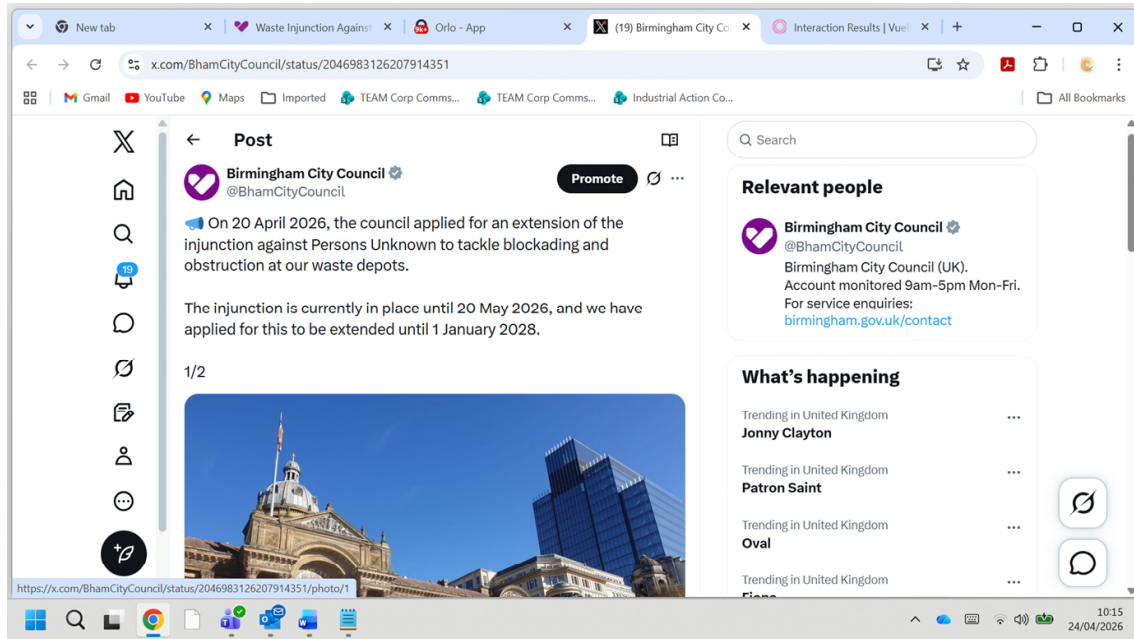 New tab
Waste Injunction Against
9k+
Orlo - App
(19) Birmingham City Co
Interaction Results | Vuel
x.com/BhamCityCouncil/status/2046983126207914351
Gmail
YouTube
Maps
Imported
TEAM Corp Comms...
TEAM Corp Comms...
Industrial Action Co...
All Bookmarks
19
Post
Birmingham City Council
@BhamCityCouncil
Promote
On 20 April 2026, the council applied for an extension of the
injunction against Persons Unknown to tackle blockading and
obstruction at our waste depots.
The injunction is currently in place until 20 May 2026, and we have
applied for this to be extended until 1 January 2028.
1/2
https://x.com/BhamCityCouncil/status/2046983126207914351/photo/1
Search
Relevant people
Birmingham City Council
@BhamCityCouncil
Birmingham City Council (UK).
Account monitored 9am-5pm Mon-Fri.
For service enquiries:
birmingham.gov.uk/contact
What's happening
Trending in United Kingdom
Jonny Clayton
Trending in United Kingdom
Patron Saint
Trending in United Kingdom
Oval
Trending in United Kingdom
10:15
24/04/2026